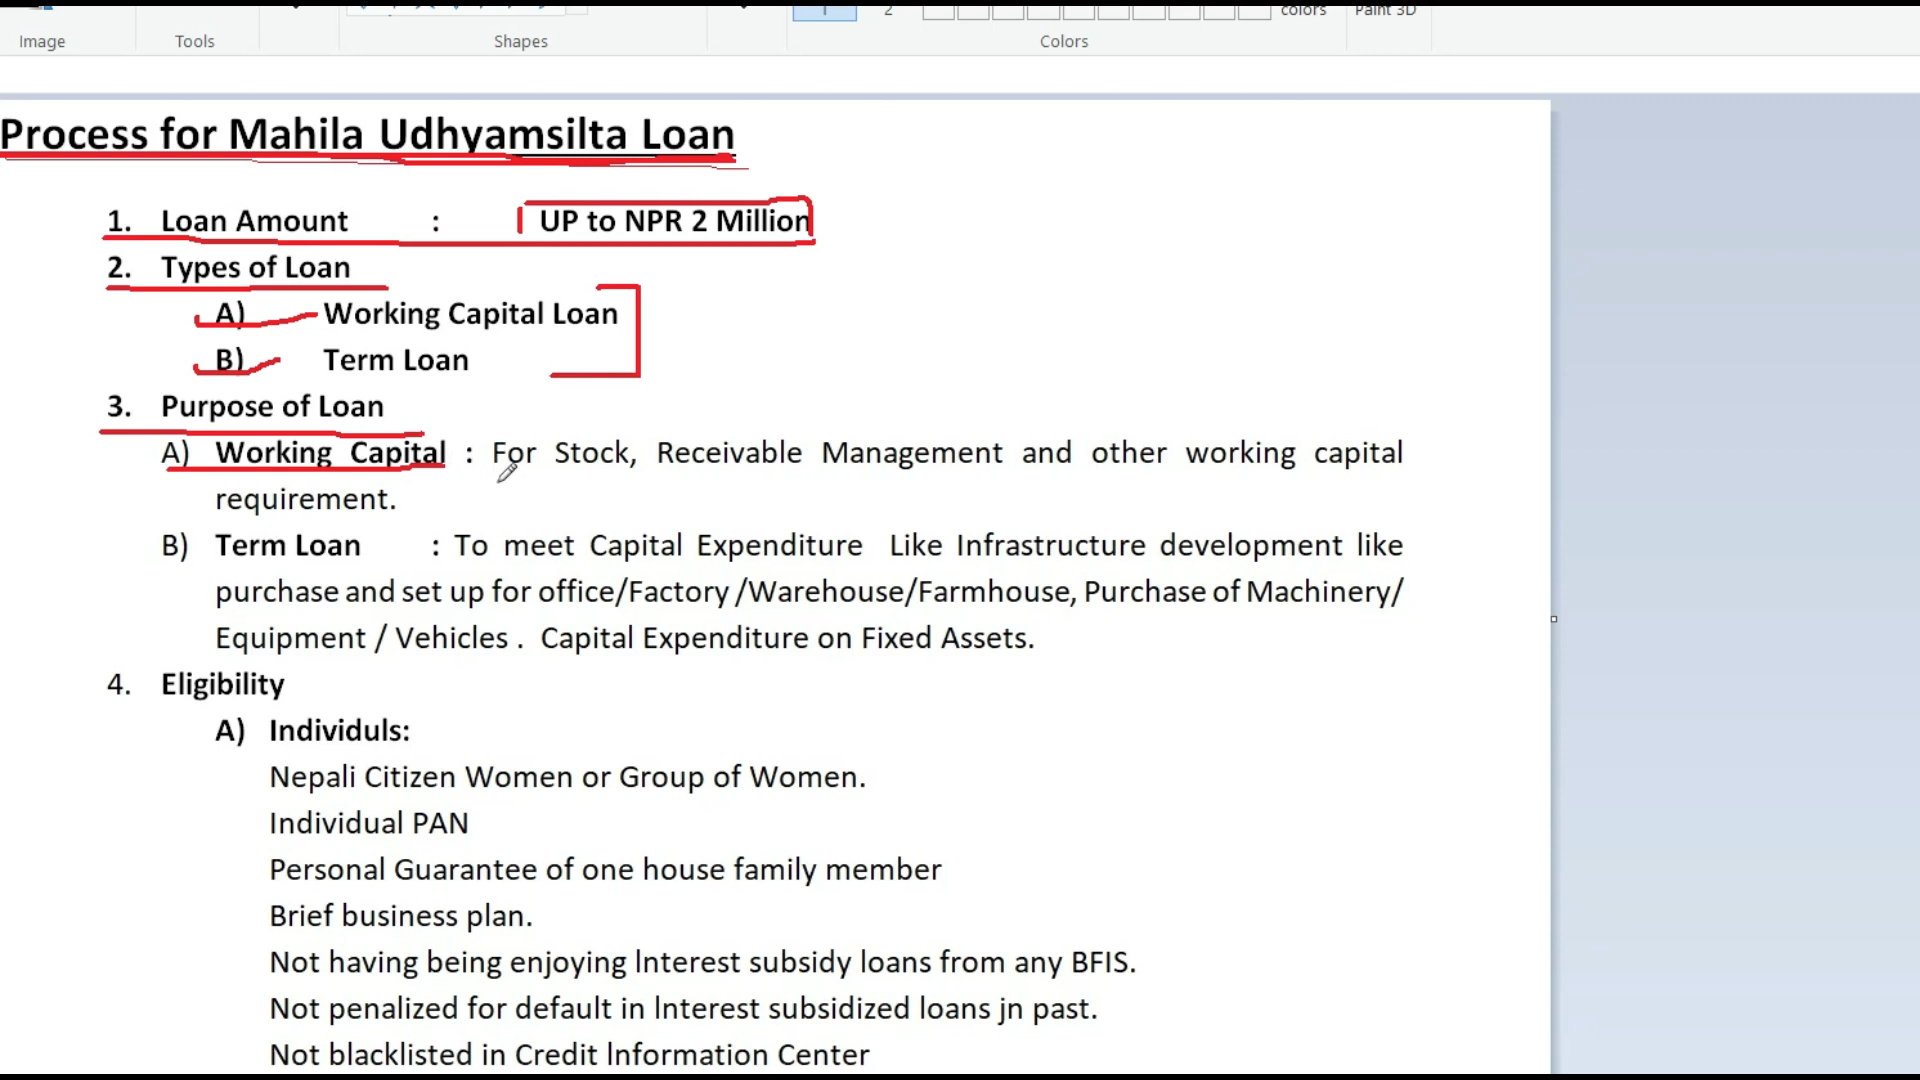 colors
Paint 3D
1
2
Image
Tools
Shapes
Colors
Process for Mahila Udhyamsilta Loan
1. Loan Amount : UP to NPR 2 Million
2. Types of Loan
A) Working Capital Loan
B) Term Loan
3. Purpose of Loan
A) Working Capital : For Stock, Receivable Management and other working capital
requirement.
B) Term Loan : To meet Capital Expenditure Like Infrastructure development like
purchase and set up for office/Factory /Warehouse/Farmhouse, Purchase of Machinery/
Equipment / Vehicles . Capital Expenditure on Fixed Assets.
4. Eligibility
A) Individuls:
Nepali Citizen Women or Group of Women.
Individual PAN
Personal Guarantee of one house family member
Brief business plan.
Not having being enjoying Interest subsidy loans from any BFIS.
Not penalized for default in Interest subsidized loans jn past.
Not blacklisted in Credit Information Center